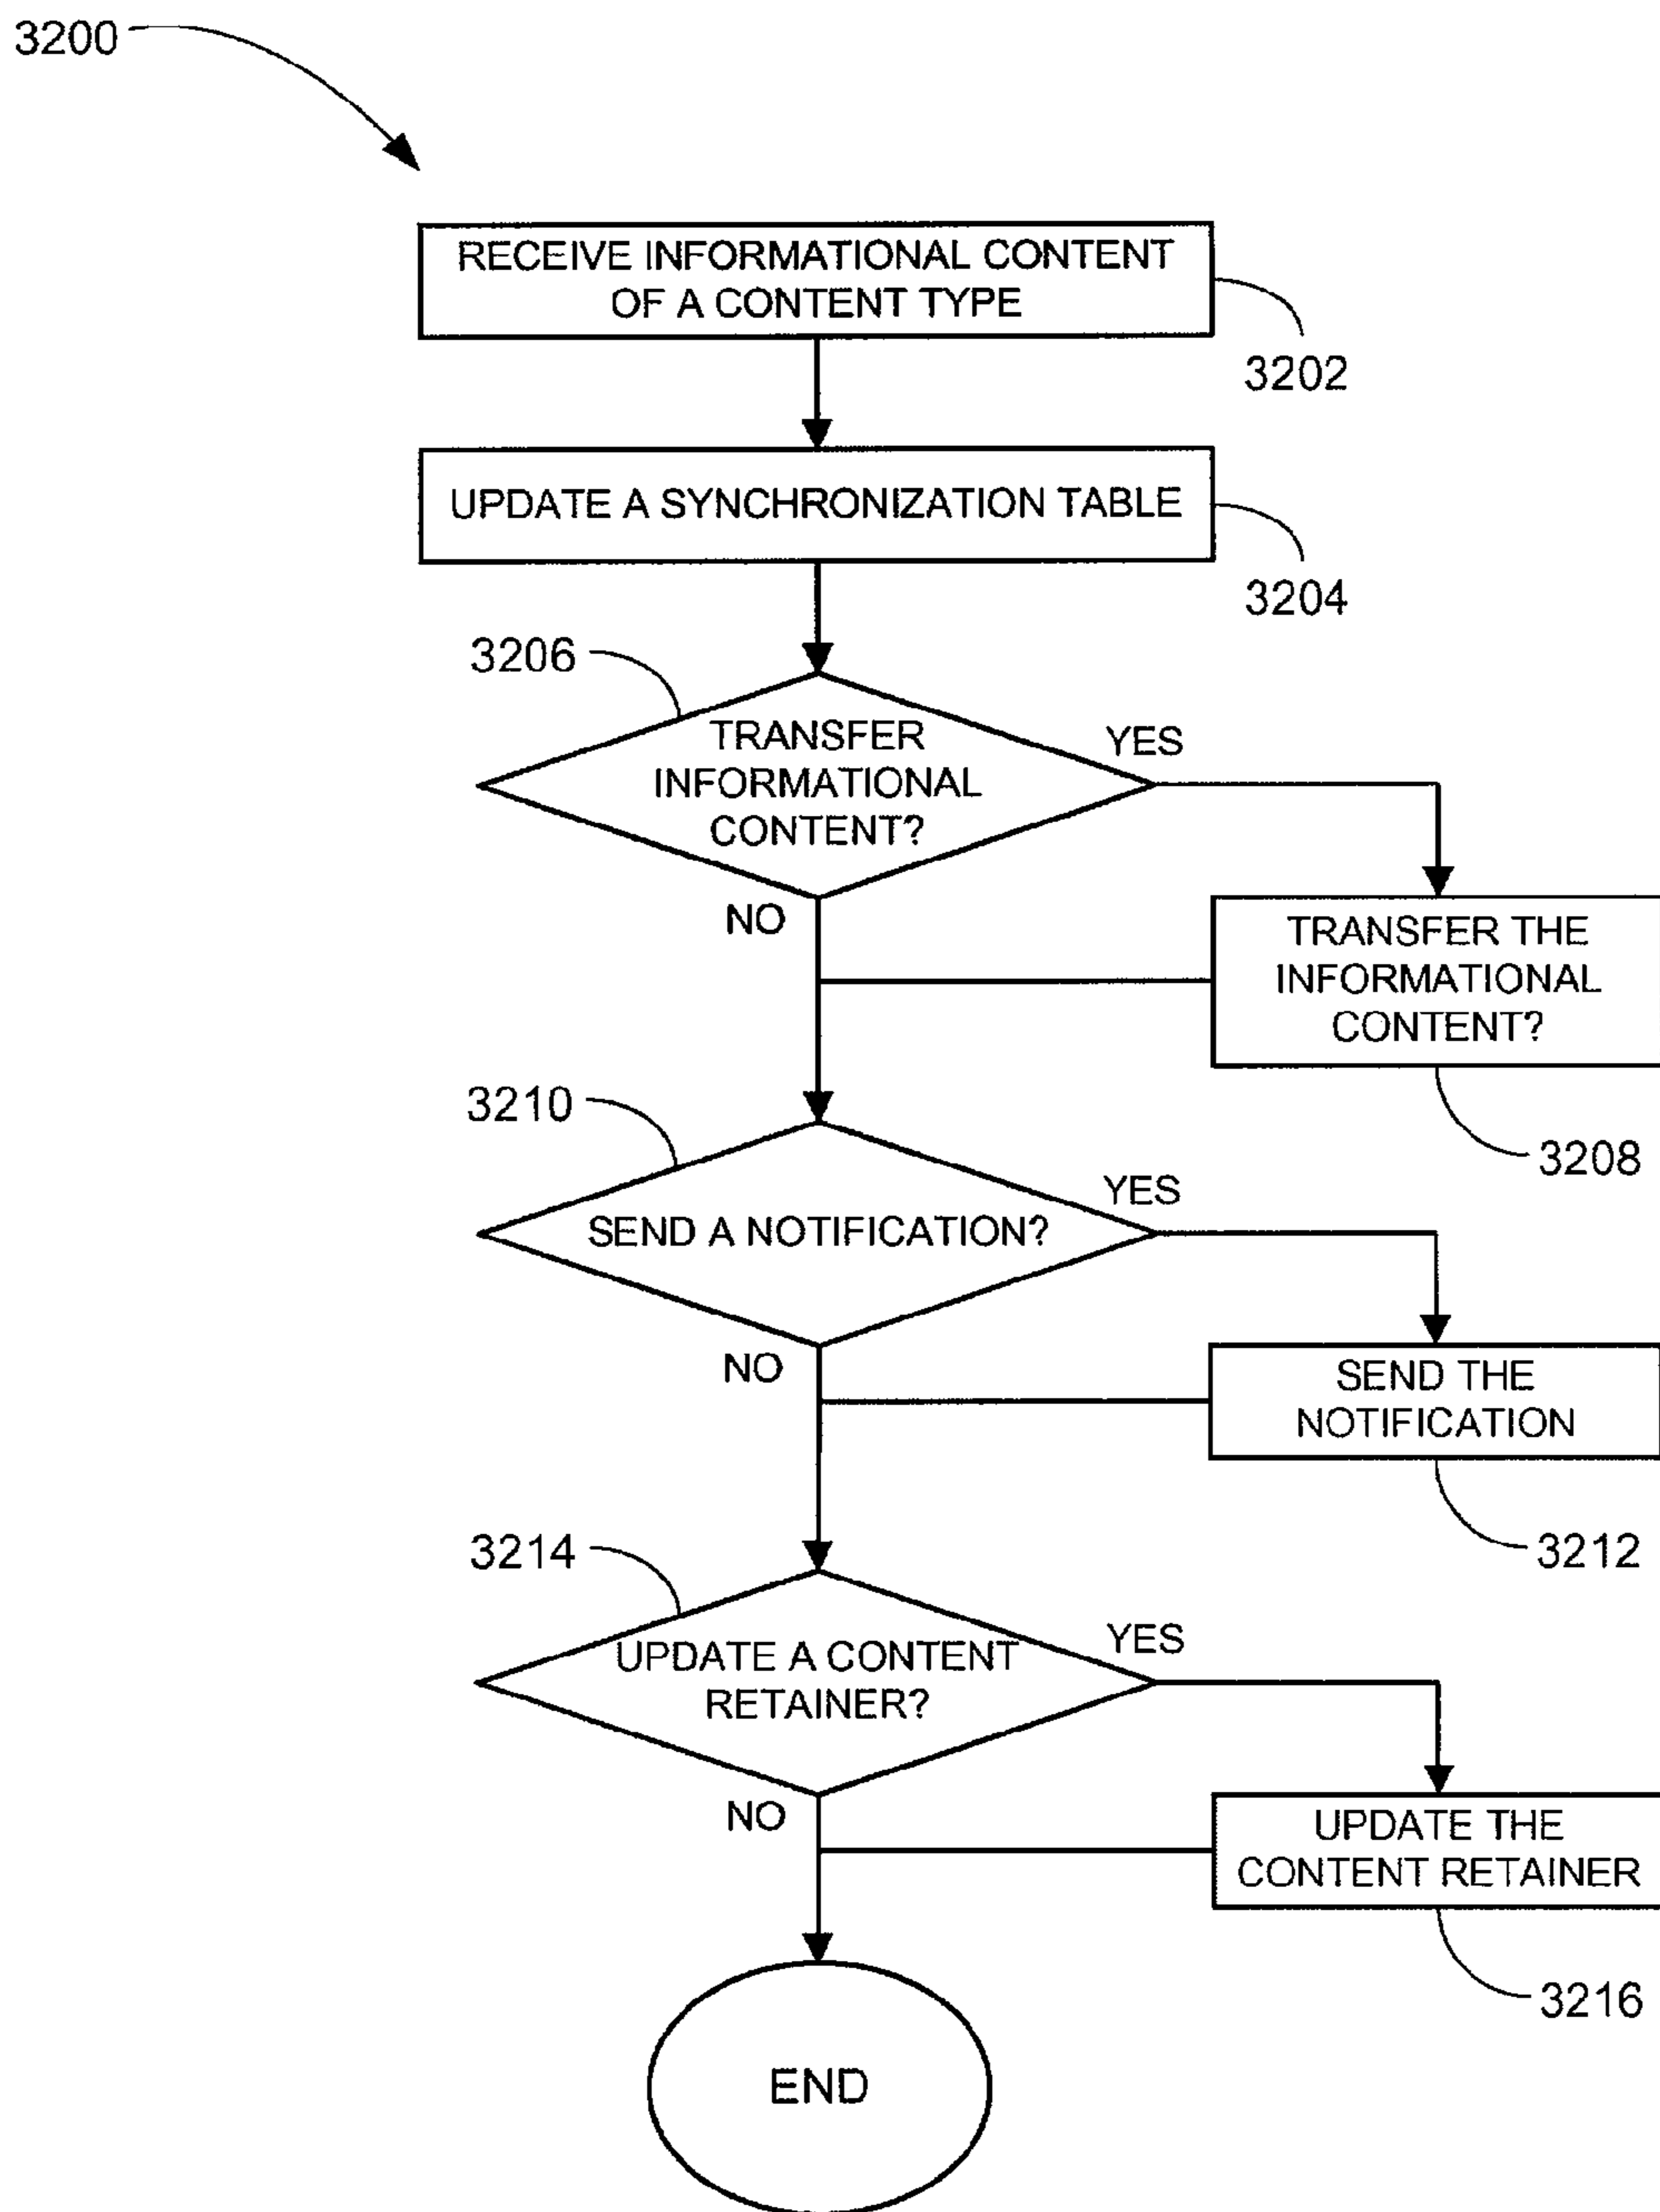 3200
RECEIVE INFORMATIONAL CONTENT
OF A CONTENT TYPE
3202
UPDATE A SYNCHRONIZATION TABLE
3204
3206
TRANSFER
INFORMATIONAL
CONTENT?
YES
NO
TRANSFER THE
INFORMATIONAL
CONTENT?
3208
3210
SEND A NOTIFICATION?
YES
NO
SEND THE
NOTIFICATION
3212
3214
UPDATE A CONTENT
RETAINER?
YES
NO
UPDATE THE
CONTENT RETAINER
3216
END